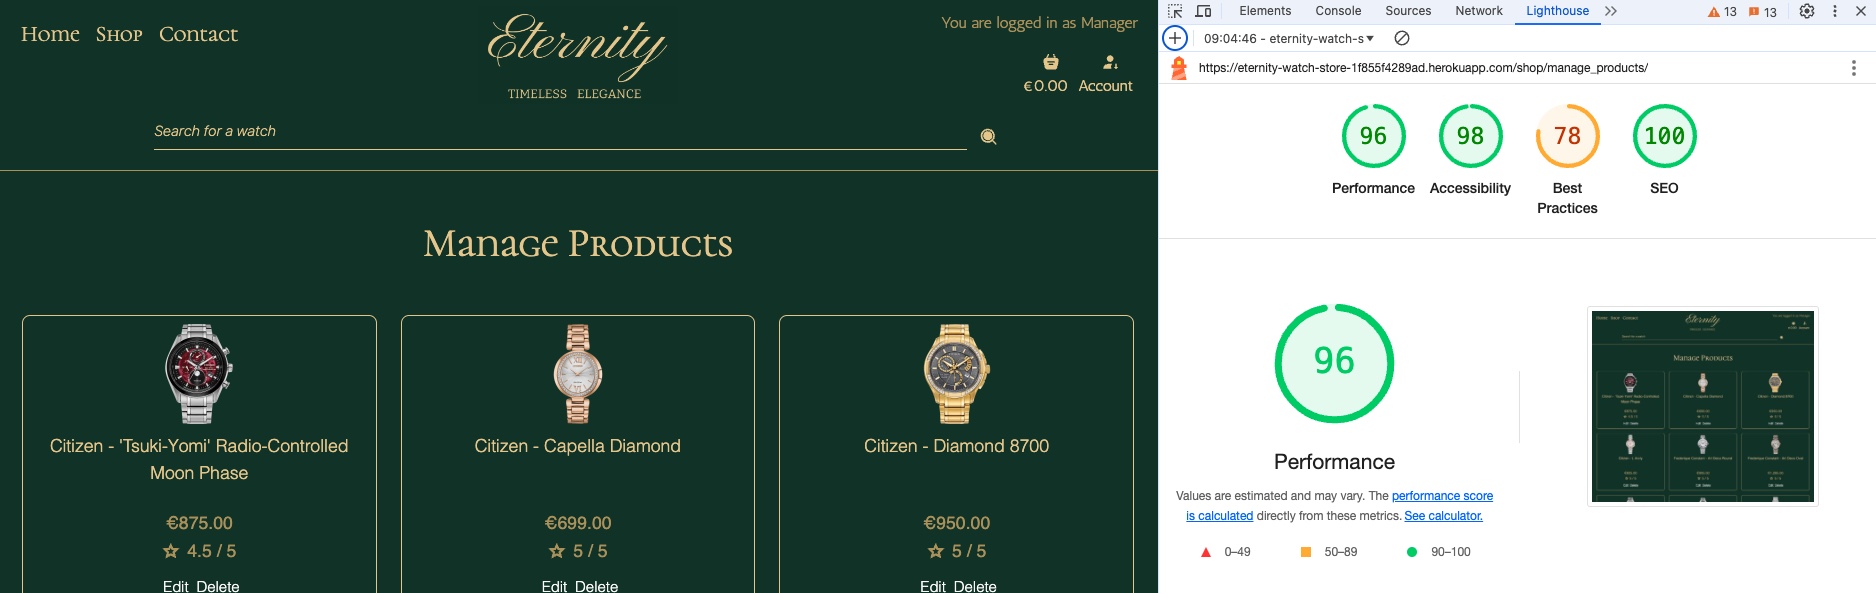 Home Shop Contact
Eternity
TIMELESS ELEGANCE
You are logged in as Manager
€0.00 Account
Search for a watch
Manage Products
Citizen - 'Tsuki-Yomi' Radio-Controlled
Moon Phase
€875.00
4.5 / 5
Edit Delete
Citizen - Capella Diamond
€699.00
5 / 5
Edit Delete
Citizen - Diamond 8700
€950.00
5 / 5
Edit Delete
Elements Console Sources Network Lighthouse 13 13
09:04:46 - eternity-watch-s
https://eternity-watch-store-1f855f4289ad.herokuapp.com/shop/manage_products/
96 98 78 100
Performance Accessibility Best
Practices SEO
96
Performance
Values are estimated and may vary. The performance score
is calculated directly from these metrics. See calculator.
0–49 50–89 90–100
Eternity
Manage Products